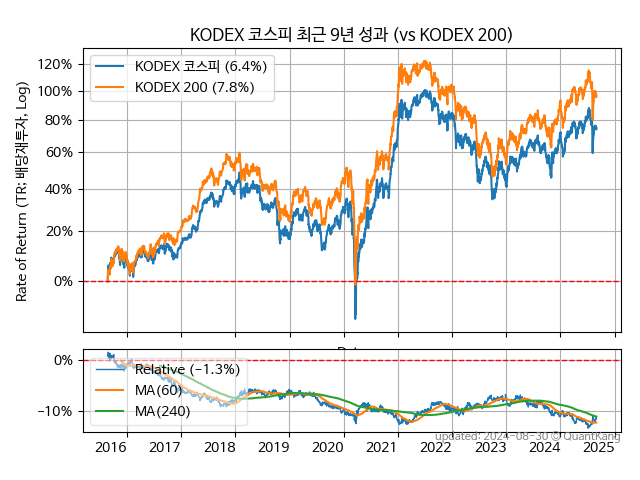 KODEX 코스피 최근 9년 성과 (vs KODEX 200)
Rate of Return (TR: 배당재투자, Log)
120%
100%
80%
60%
40%
20%
0%
KODEX 코스피 (6.4%)
KODEX 200 (7.8%)
0%
−10%
Relative (−1.3%)
MA(60)
MA(240)
updated: 2024-08-30 © QuantKang
2016 2017 2018 2019 2020 2021 2022 2023 2024 2025